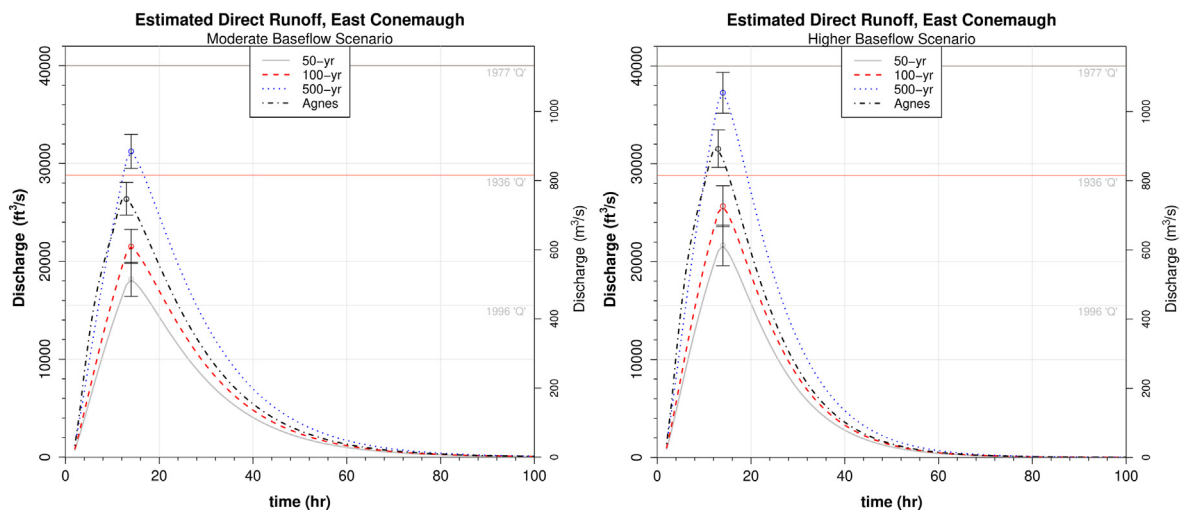 Estimated Direct Runoff, East Conemaugh
Moderate Baseflow Scenario
50−yr
100−yr
500−yr
Agnes
1977 'Q'
1936 'Q'
1996 'Q'
0
10000
20000
30000
40000
Discharge (ft³/s)
0
200
400
600
800
1000
Discharge (m³/s)
0
20
40
60
80
100
time (hr)
Estimated Direct Runoff, East Conemaugh
Higher Baseflow Scenario
50−yr
100−yr
500−yr
Agnes
1977 'Q'
1936 'Q'
1996 'Q'
0
10000
20000
30000
40000
Discharge (ft³/s)
0
200
400
600
800
1000
Discharge (m³/s)
0
20
40
60
80
100
time (hr)